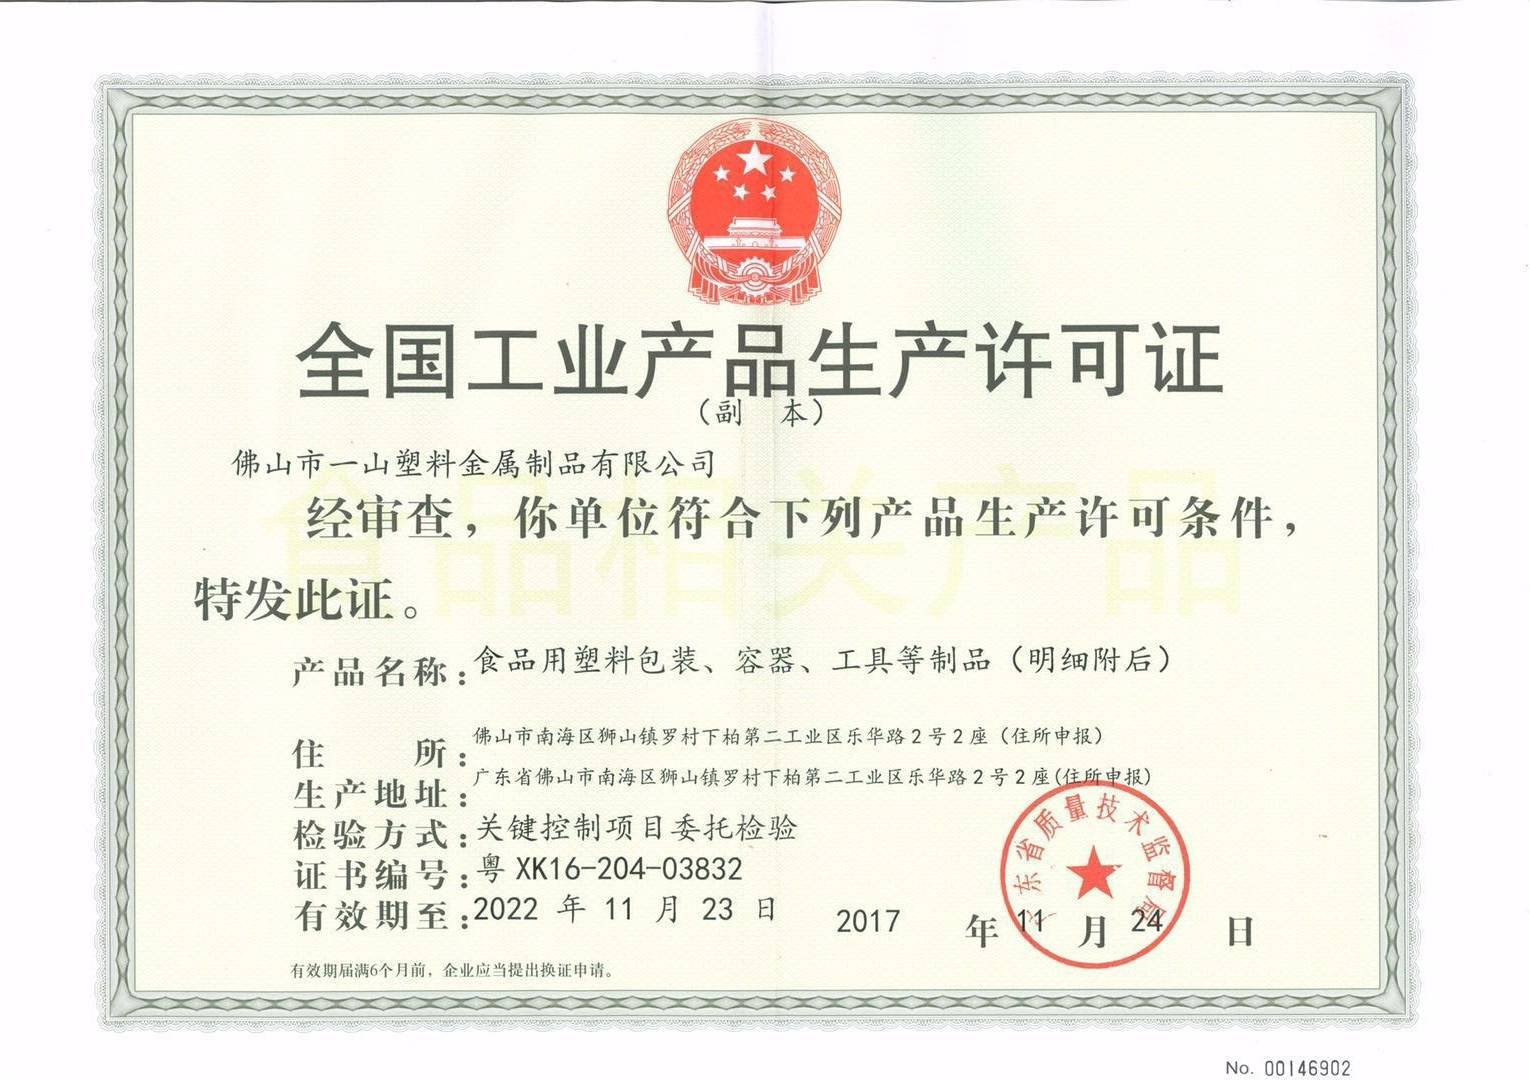 全国工业产品生产许可证
（副 本）
佛山市一山塑料金属制品有限公司
食品相关产品
经审查，你单位符合下列产品生产许可条件，
特发此证。
产品名称：食品用塑料包装、容器、工具等制品（明细附后）
住 所：佛山市南海区狮山镇罗村下柏第二工业区乐华路2号2座（住所申报）
生产地址：广东省佛山市南海区狮山镇罗村下柏第二工业区乐华路2号2座(住所申报)
检验方式：关键控制项目委托检验
证书编号：粤 XK16-204-03832
有效期至：2022 年 11 月 23 日
2017 年 11 月 24 日
广东省质量技术监督局
有效期届满6个月前，企业应当提出换证申请。
No. 00146902